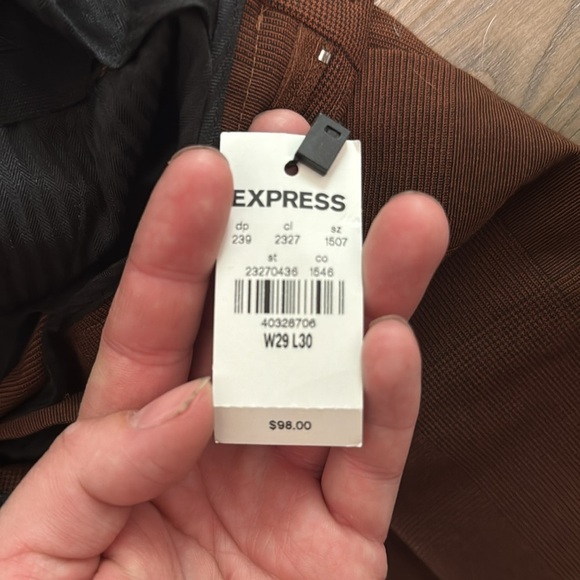 EXPRESS
dp cl sz
239 2327 1507
st co
23270436 1546
40328706
W29 L30
$98.00